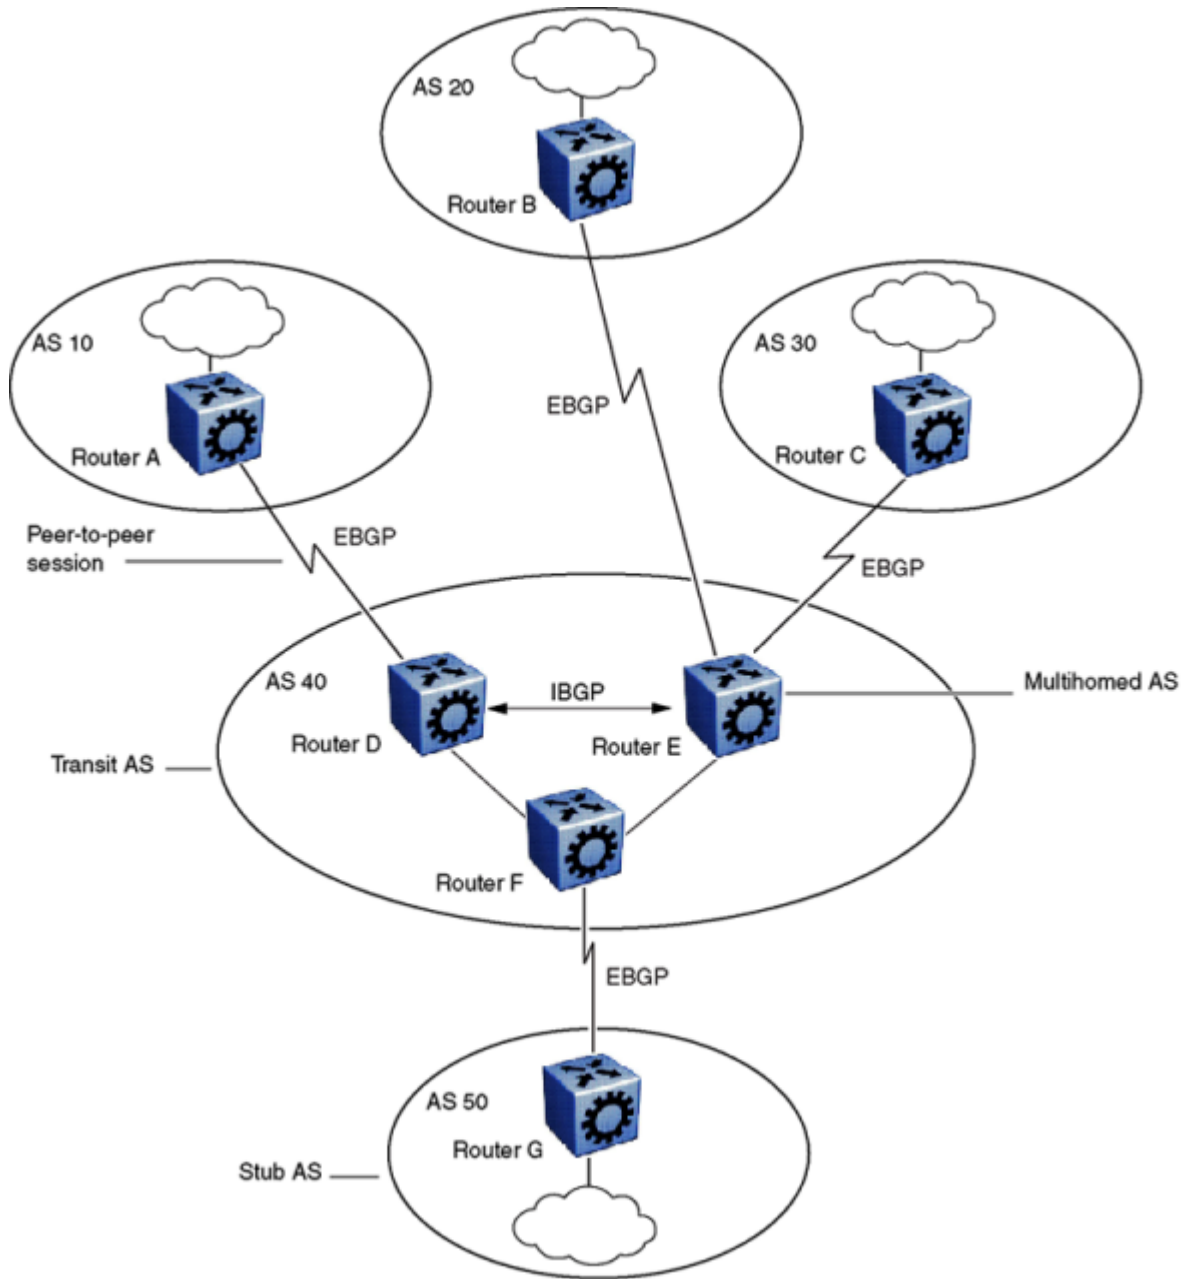 AS 20
Router B
AS 10
Router A
AS 30
Router C
EBGP
Peer-to-peer
session
EBGP
EBGP
AS 40
IBGP
Multihomed AS
Router D
Router E
Transit AS
Router F
EBGP
AS 50
Router G
Stub AS